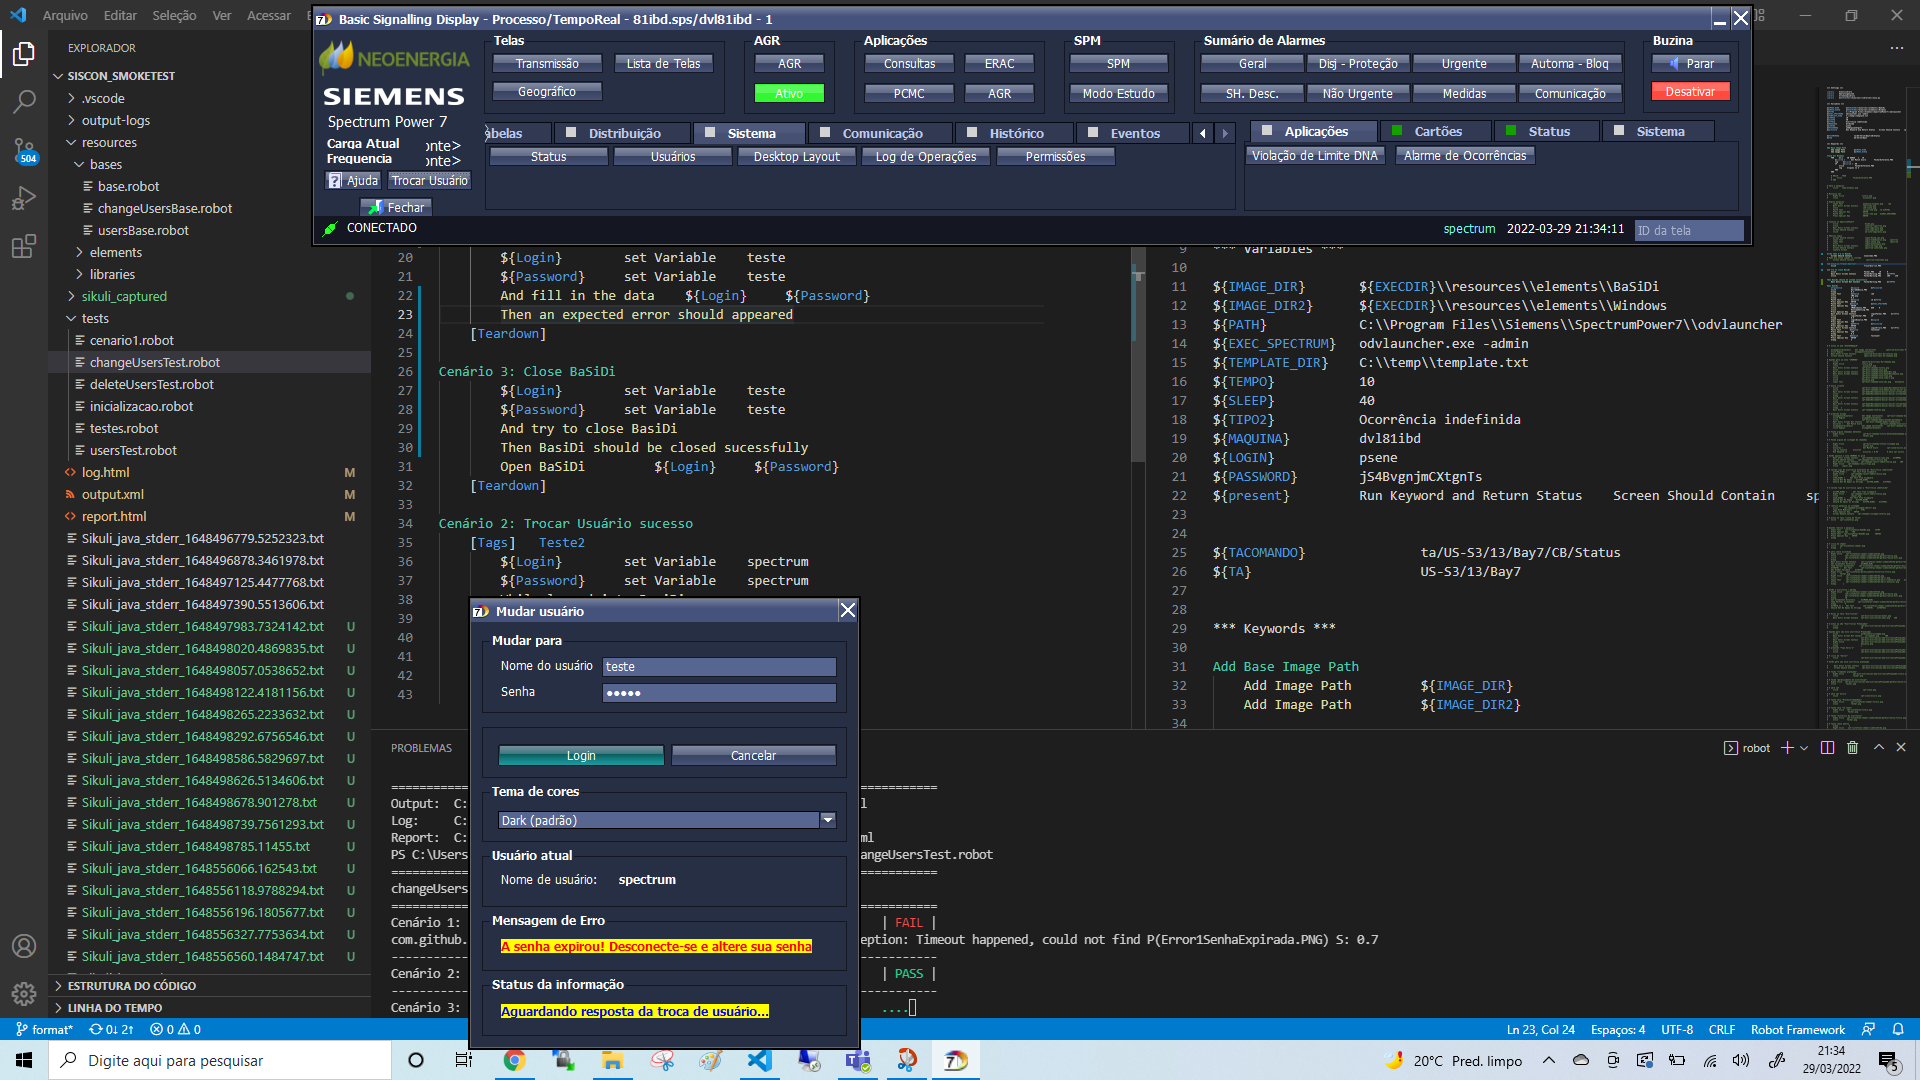 Arquivo Editar Seleção Ver Acessar
Basic Signalling Display - Processo/TempoReal - 81ibd.sps/dvl81ibd - 1
NEOENERGIA
SIEMENS
Spectrum Power 7
Carga Atual onte>
Frequencia onte>
Ajuda Trocar Usuário
Fechar
CONECTADO
Telas
Transmissão Lista de Telas
Geográfico
AGR
AGR
Ativo
Aplicações
Consultas ERAC
PCMC AGR
SPM
SPM
Modo Estudo
Sumário de Alarmes
Geral Disj - Proteção Urgente Automa - Bloq
SH. Desc. Não Urgente Medidas Comunicação
Buzina
Parar
Desativar
abelas Distribuição Sistema Comunicação Histórico Eventos
Status Usuários Desktop Layout Log de Operações Permissões
Aplicações Cartões Status Sistema
Violação de Limite DNA Alarme de Ocorrências
spectrum 2022-03-29 21:34:11 ID da tela
EXPLORADOR
SISCON_SMOKETEST
.vscode
output-logs
resources
bases
base.robot
changeUsersBase.robot
usersBase.robot
elements
libraries
sikuli_captured
tests
cenario1.robot
changeUsersTest.robot
deleteUsersTest.robot
inicializacao.robot
testes.robot
usersTest.robot
log.html M
output.xml M
report.html M
Sikuli_java_stderr_1648496779.5252323.txt
Sikuli_java_stderr_1648496878.3461978.txt
Sikuli_java_stderr_1648497125.4477768.txt
Sikuli_java_stderr_1648497390.5513606.txt
Sikuli_java_stderr_1648497983.7324142.txt U
Sikuli_java_stderr_1648498020.4869835.txt U
Sikuli_java_stderr_1648498057.0538652.txt U
Sikuli_java_stderr_1648498122.4181156.txt U
Sikuli_java_stderr_1648498265.2233632.txt U
Sikuli_java_stderr_1648498292.6756546.txt U
Sikuli_java_stderr_1648498586.5829697.txt U
Sikuli_java_stderr_1648498626.5134606.txt U
Sikuli_java_stderr_1648498678.901278.txt U
Sikuli_java_stderr_1648498739.7561293.txt U
Sikuli_java_stderr_1648498785.11455.txt U
Sikuli_java_stderr_1648556066.162543.txt U
Sikuli_java_stderr_1648556118.9788294.txt U
Sikuli_java_stderr_1648556196.1805677.txt U
Sikuli_java_stderr_1648556327.7753634.txt U
Sikuli_java_stderr_1648556560.1484747.txt U
ESTRUTURA DO CÓDIGO
LINHA DO TEMPO
504
20 ${Login} set Variable teste
21 ${Password} set Variable teste
22 And fill in the data ${Login} ${Password}
23 Then an expected error should appeared
24 [Teardown]
25
26 Cenário 3: Close BaSiDi
27 ${Login} set Variable teste
28 ${Password} set Variable teste
29 And try to close BasiDi
30 Then BasiDi should be closed sucessfully
31 Open BaSiDi ${Login} ${Password}
32 [Teardown]
33
34 Cenário 2: Trocar Usuário sucesso
35 [Tags] Teste2
36 ${Login} set Variable spectrum
37 ${Password} set Variable spectrum
38
39
40
41
42
43
9 *** Variables ***
10
11 ${IMAGE_DIR} ${EXECDIR}\\resources\\elements\\BaSiDi
12 ${IMAGE_DIR2} ${EXECDIR}\\resources\\elements\\Windows
13 ${PATH} C:\\Program Files\\Siemens\\SpectrumPower7\\odvlauncher
14 ${EXEC_SPECTRUM} odvlauncher.exe -admin
15 ${TEMPLATE_DIR} C:\\temp\\template.txt
16 ${TEMPO} 10
17 ${SLEEP} 40
18 ${TIPO2} Ocorrência indefinida
19 ${MAQUINA} dvl81ibd
20 ${LOGIN} psene
21 ${PASSWORD} jS4BvgnjmCXtgnTs
22 ${present} Run Keyword and Return Status Screen Should Contain sp
23
24
25 ${TACOMANDO} ta/US-S3/13/Bay7/CB/Status
26 ${TA} US-S3/13/Bay7
27
28
29 *** Keywords ***
30
31 Add Base Image Path
32 Add Image Path ${IMAGE_DIR}
33 Add Image Path ${IMAGE_DIR2}
34
Mudar usuário
Mudar para
Nome do usuário teste
Senha •••••
Login Cancelar
Tema de cores
Dark (padrão)
Usuário atual
Nome de usuário: spectrum
Mensagem de Erro
A senha expirou! Desconecte-se e altere sua senha
Status da informação
Aguardando resposta da troca de usuário...
PROBLEMAS
robot
Output: C: l
Log: C:
Report: C: ml
PS C:\Users angeUsersTest.robot
changeUsers
Cenário 1: | FAIL |
com.github. eption: Timeout happened, could not find P(Error1SenhaExpirada.PNG) S: 0.7
Cenário 2: | PASS |
Cenário 3: ....
format* 0↓ 2↑ 0 0
Ln 23, Col 24 Espaços: 4 UTF-8 CRLF Robot Framework
Digite aqui para pesquisar
20°C Pred. limpo
21:34
29/03/2022
5